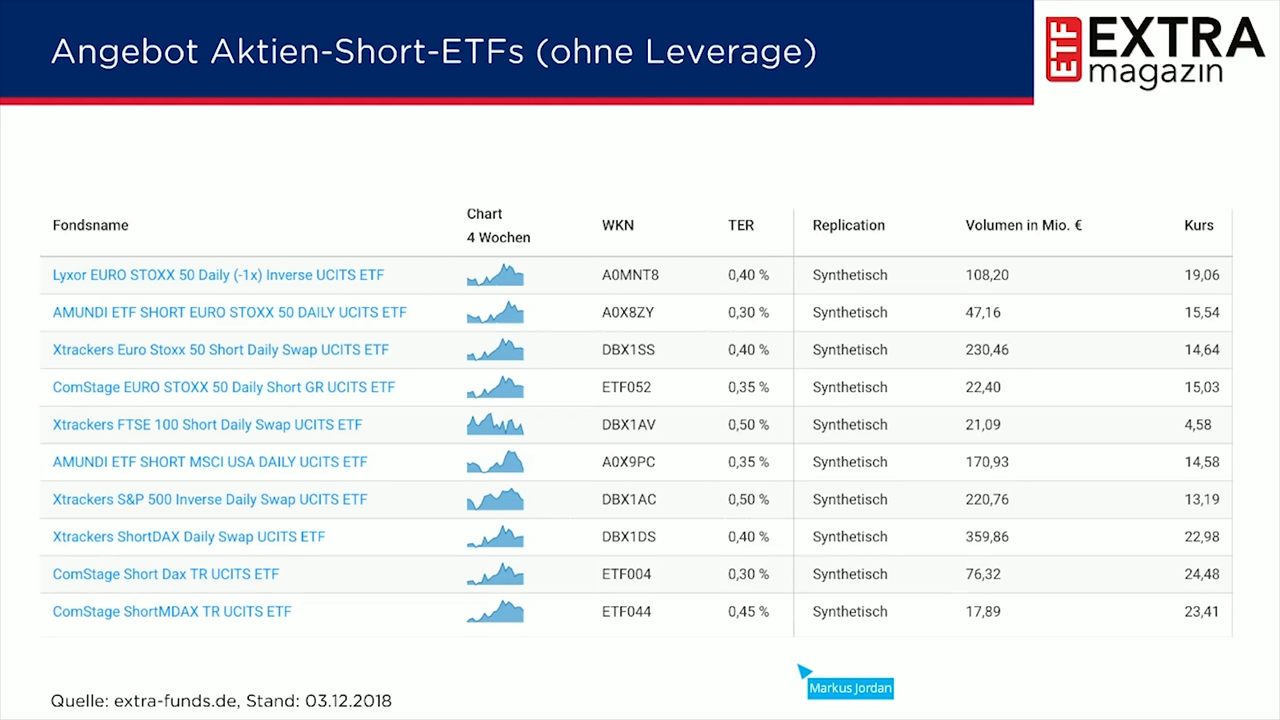 Angebot Aktien-Short-ETFs (ohne Leverage)
ETF EXTRA
magazin
Fondsname Chart 4 Wochen WKN TER Replication Volumen in Mio. € Kurs
Lyxor EURO STOXX 50 Daily (-1x) Inverse UCITS ETF A0MNT8 0,40 % Synthetisch 108,20 19,06
AMUNDI ETF SHORT EURO STOXX 50 DAILY UCITS ETF A0X8ZY 0,30 % Synthetisch 47,16 15,54
Xtrackers Euro Stoxx 50 Short Daily Swap UCITS ETF DBX1SS 0,40 % Synthetisch 230,46 14,64
ComStage EURO STOXX 50 Daily Short GR UCITS ETF ETF052 0,35 % Synthetisch 22,40 15,03
Xtrackers FTSE 100 Short Daily Swap UCITS ETF DBX1AV 0,50 % Synthetisch 21,09 4,58
AMUNDI ETF SHORT MSCI USA DAILY UCITS ETF A0X9PC 0,35 % Synthetisch 170,93 14,58
Xtrackers S&P 500 Inverse Daily Swap UCITS ETF DBX1AC 0,50 % Synthetisch 220,76 13,19
Xtrackers ShortDAX Daily Swap UCITS ETF DBX1DS 0,40 % Synthetisch 359,86 22,98
ComStage Short Dax TR UCITS ETF ETF004 0,30 % Synthetisch 76,32 24,48
ComStage ShortMDAX TR UCITS ETF ETF044 0,45 % Synthetisch 17,89 23,41
Markus Jordan
Quelle: extra-funds.de, Stand: 03.12.2018